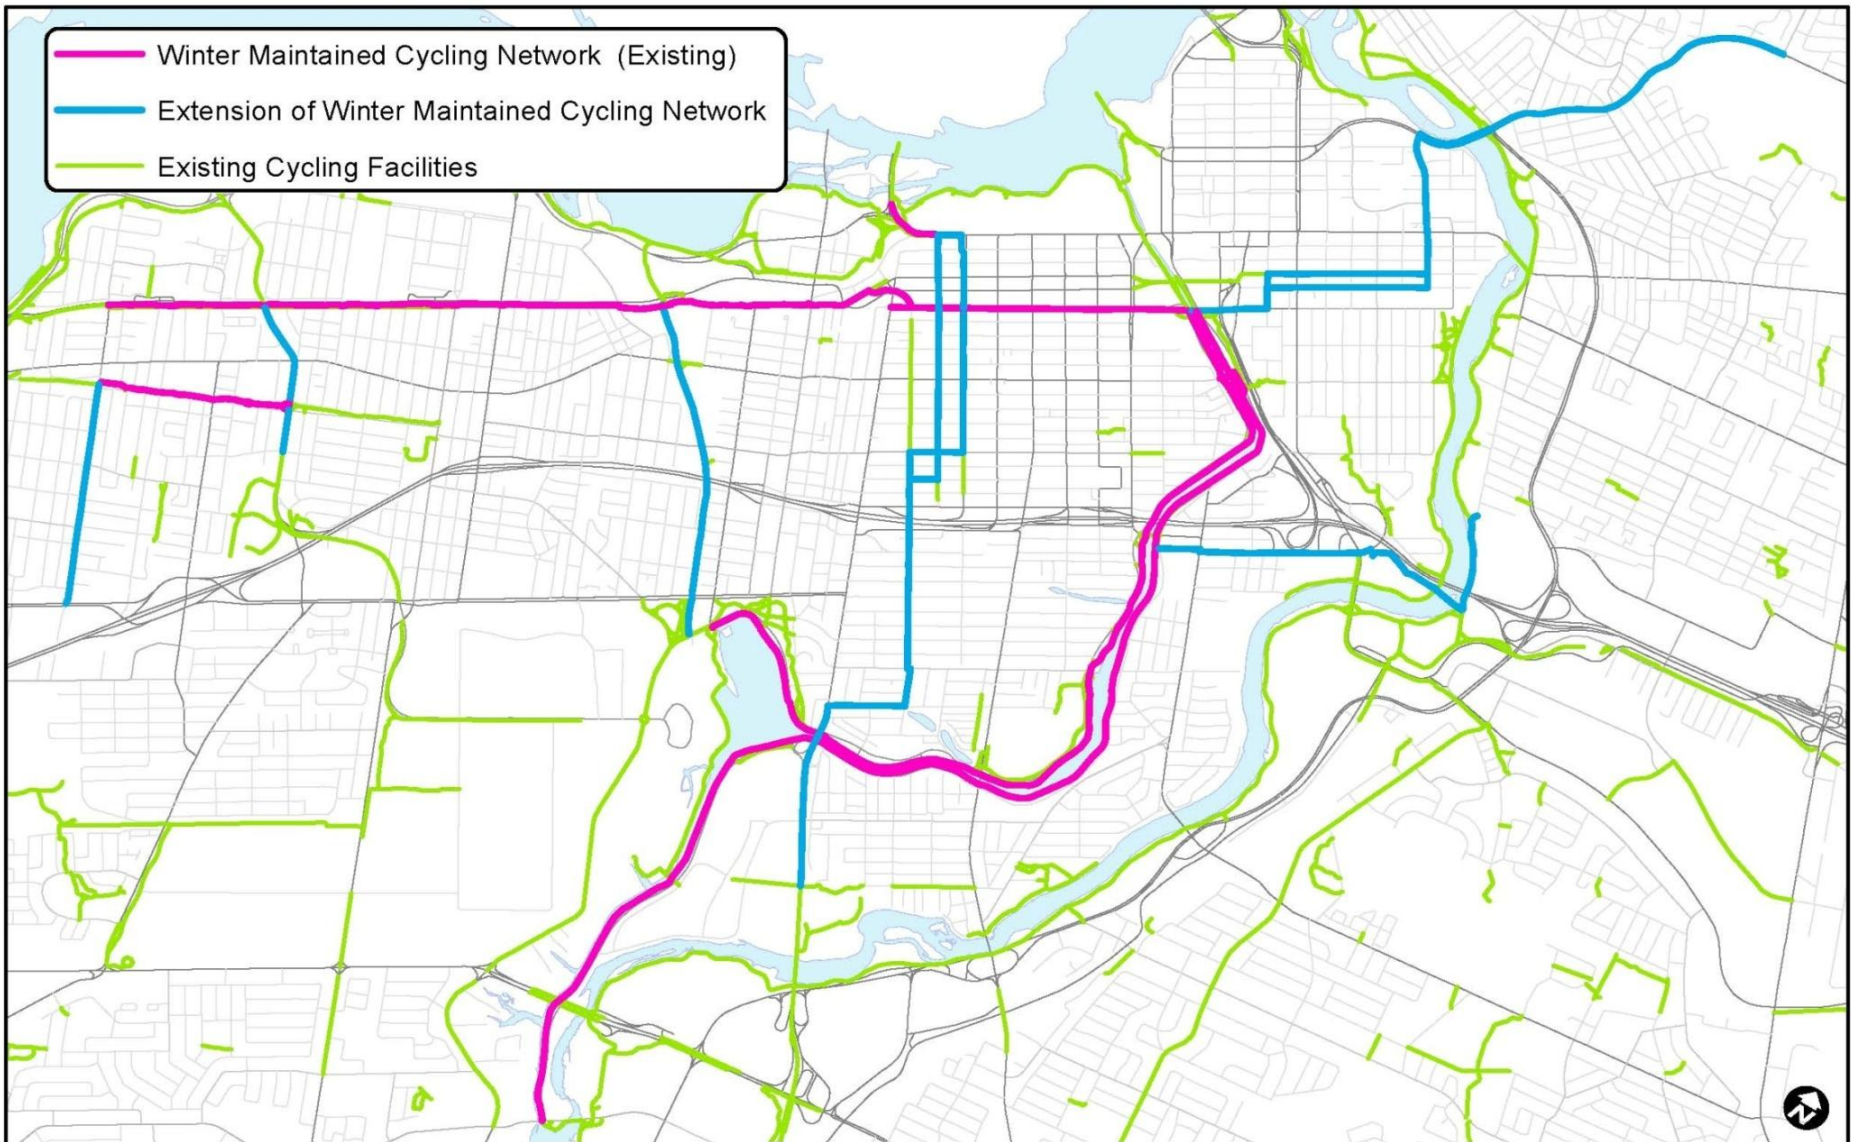 Winter Maintained Cycling Network (Existing)
Extension of Winter Maintained Cycling Network
Existing Cycling Facilities
N